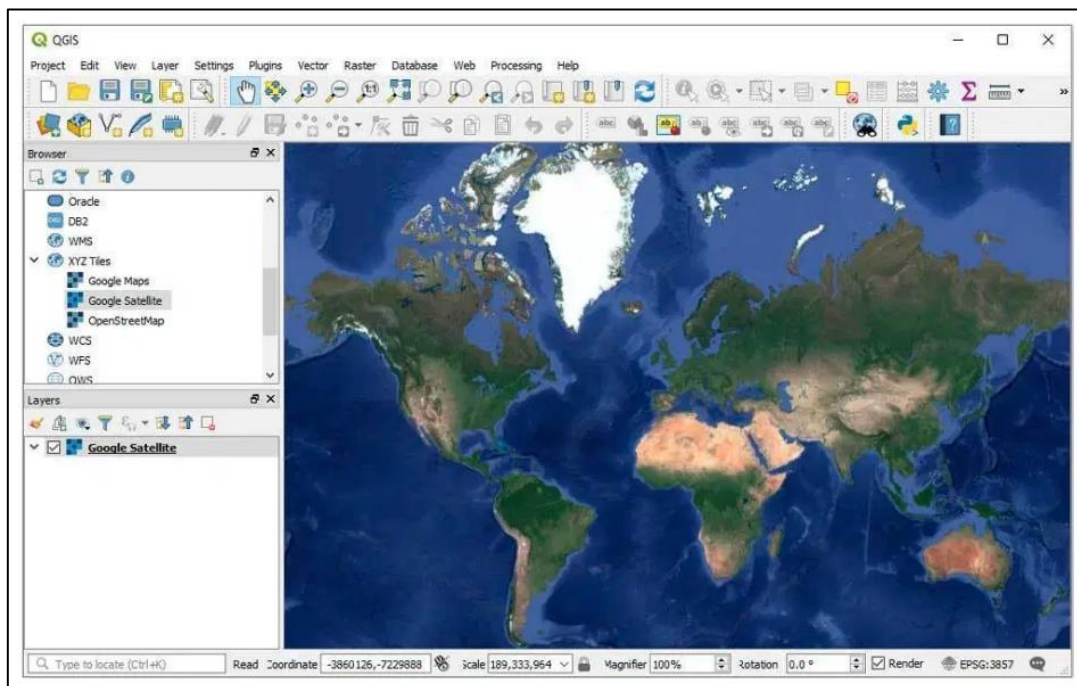 QGIS
Project Edit View Layer Settings Plugins Vector Raster Database Web Processing Help
Browser
Oracle
DB2
WMS
XYZ Tiles
Google Maps
Google Satellite
OpenStreetMap
WCS
WFS
OWS
Layers
Google Satellite
Type to locate (Ctrl+K) Read Coordinate -3860126,-7229888 Scale 189,333,964 Magnifier 100% Rotation 0.0 ° Render EPSG:3857